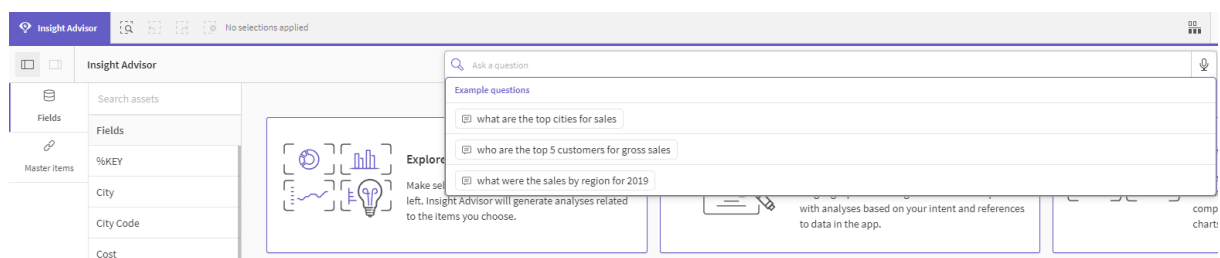 Insight Advisor
No selections applied
Insight Advisor
Ask a question
Example questions
what are the top cities for sales
who are the top 5 customers for gross sales
what were the sales by region for 2019
Fields
Master items
Search assets
Fields
%KEY
City
City Code
Cost
Explore
Make sel
left. Insight Advisor will generate analyses related
to the items you choose.
with analyses based on your intent and references
to data in the app.
comp
charts